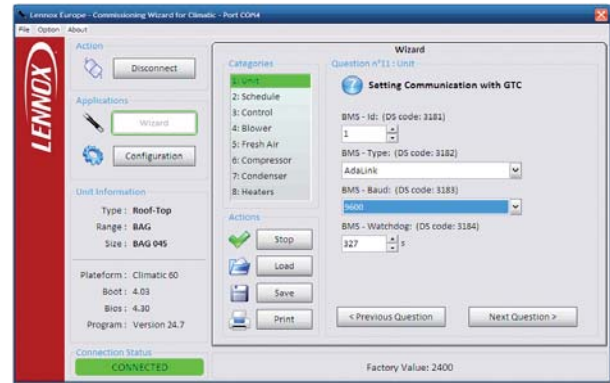 Lennox Europe - Commissioning Wizard for Climatic - Port COM4
File Option About
LENNOX
Action
Disconnect
Applications
Wizard
Configuration
Unit Information
Type : Roof-Top
Range : BAG
Size : BAG 045
Plateform : Climatic 60
Boot : 4.03
Bios : 4.30
Program : Version 24.7
Connection Status
CONNECTED
Wizard
Categories
1: Unit
2: Schedule
3: Control
4: Blower
5: Fresh Air
6: Compressor
7: Condenser
8: Heaters
Actions
Stop
Load
Save
Print
Question n°11 : Unit
Setting Communication with GTC
BMS - Id: (DS code: 3181)
1
BMS - Type: (DS code: 3182)
AdaLink
BMS - Baud: (DS code: 3183)
9600
BMS - Watchdog: (DS code: 3184)
327 s
< Previous Question
Next Question >
Factory Value: 2400